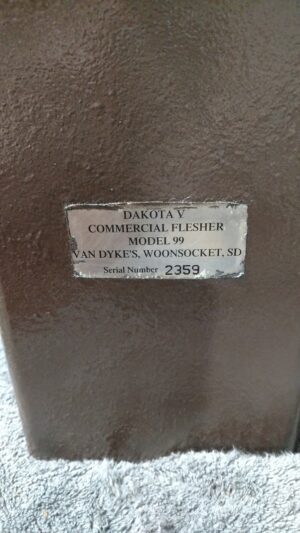 DAKOTA V
COMMERCIAL FLESHER
MODEL 99
VAN DYKE'S, WOONSOCKET, SD
Serial Number 2359